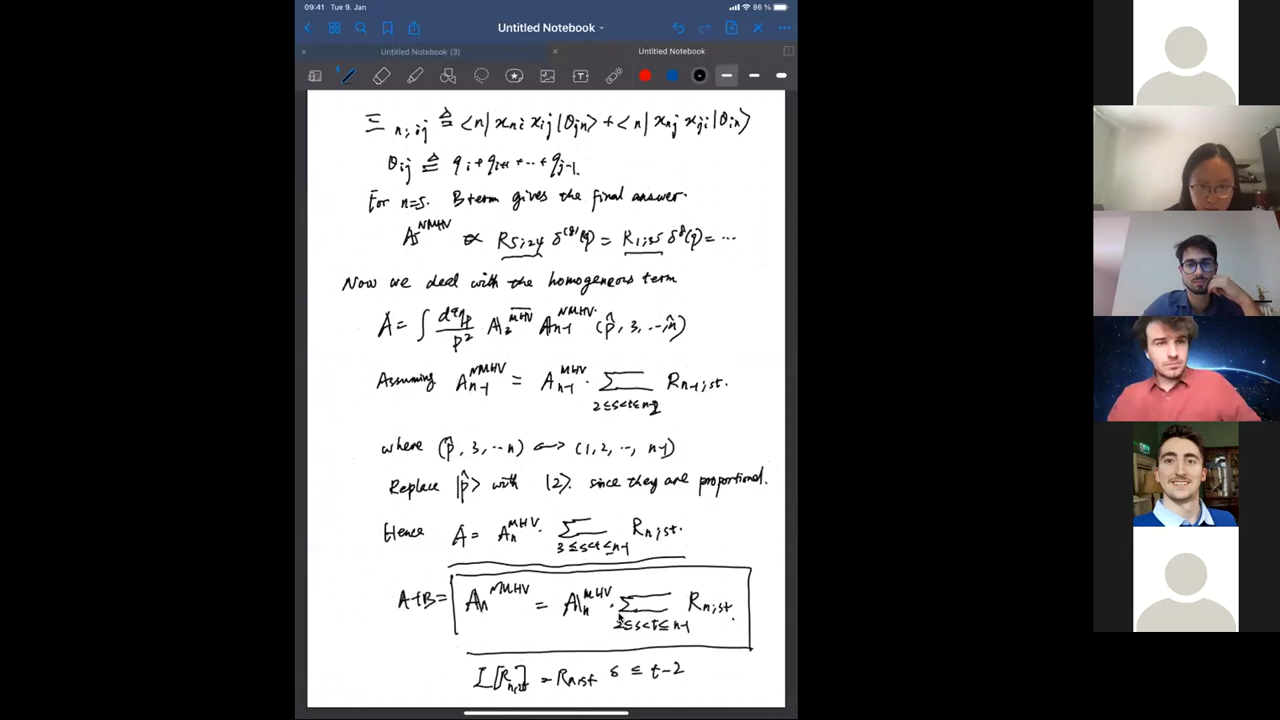 09:41 Tue 9. Jan 86 %
Untitled Notebook
Untitled Notebook (3) Untitled Notebook
Ξ n;ij ≜ <n| x_ni x_ij |θ_jn> + <n| x_nj x_ji |θ_in>
θ_ij ≜ q_i + q_i+1 + ... + q_j-1.
For n=5. B term gives the final answer.
A_5^NMHV ∝ R_5;24 δ^(8)(q) = R_1;35 δ^8(q) = ...
Now we deal with the homogeneous term
A = ∫ d^4η_p / p^2 A_3^\overline{MHV} A_n-1^NMHV (p̂, 3, ..., n̂)
Assuming A_n-1^NMHV = A_n-1^MHV · Σ_{2≤s<t≤n-2} R_n-1;st.
where (p̂, 3, ... n) ⟷ (1, 2, ..., n-1)
Replace |p̂> with |2>. since they are proportional.
Hence A = A_n^MHV · Σ_{3≤s<t≤n-1} R_n;st.
A+B = A_n^NMHV = A_n^MHV · Σ_{2≤s<t≤n-1} R_n;st.
= R_n;st s ≤ t-2